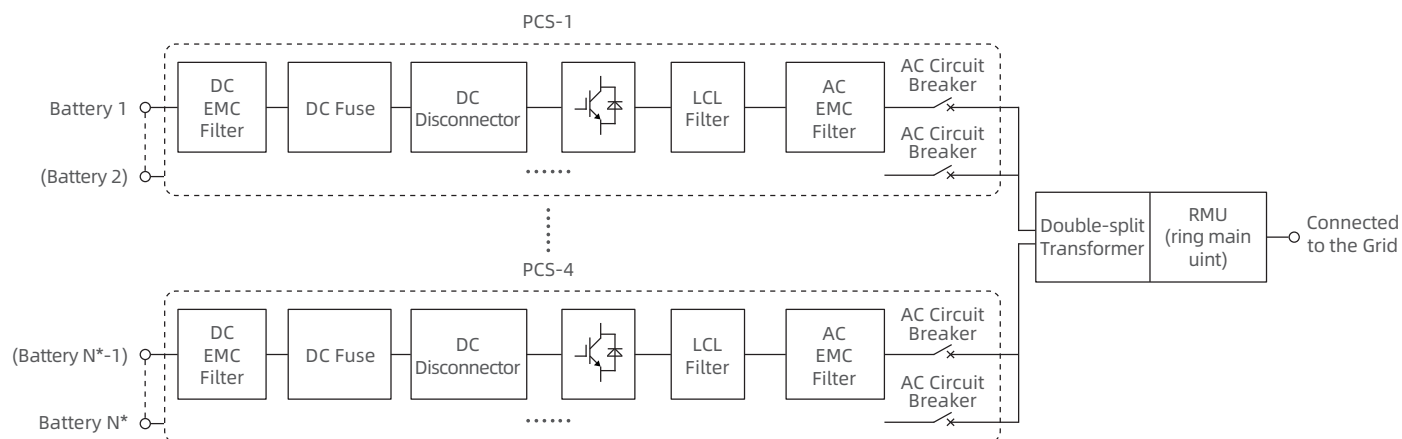 PCS-1
Battery 1
(Battery 2)
DC
EMC
Filter
DC Fuse
DC
Disconnector
LCL
Filter
AC
EMC
Filter
AC Circuit
Breaker
AC Circuit
Breaker
......
Double-split
Transformer
RMU
(ring main
uint)
Connected
to the Grid
PCS-4
(Battery N*-1)
Battery N*
DC
EMC
Filter
DC Fuse
DC
Disconnector
LCL
Filter
AC
EMC
Filter
AC Circuit
Breaker
AC Circuit
Breaker
......